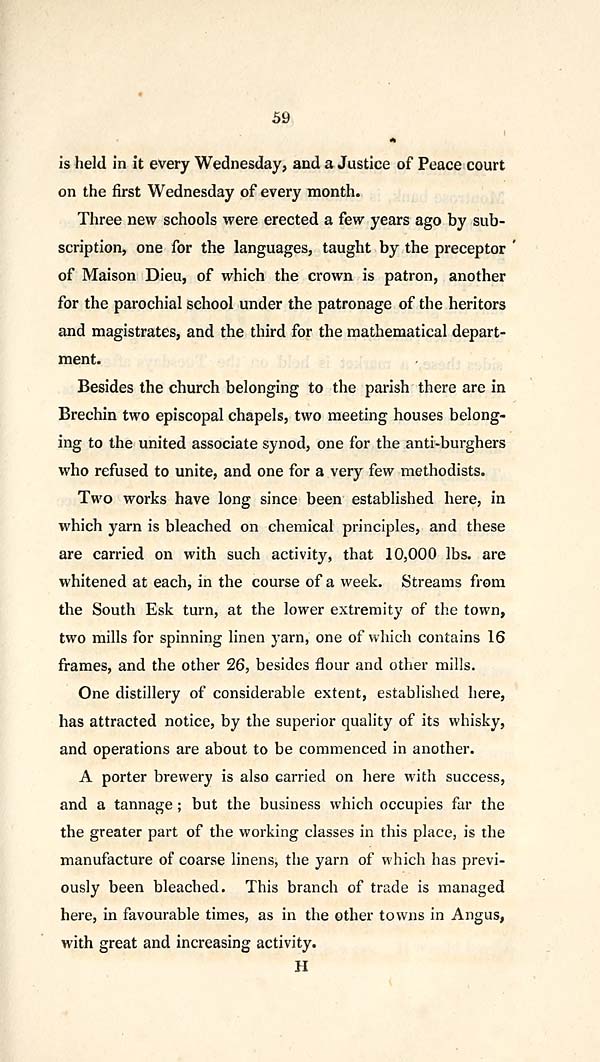 59
is held in it every Wednesday, and a Justice of Peace court
on the first Wednesday of every month.
Three new schools were erected a few years ago by sub-
scription, one for the languages, taught by the preceptor
of Maison Dieu, of which the crown is patron, another
for the parochial school under the patronage of the heritors
and magistrates, and the third for the mathematical depart-
ment.
Besides the church belonging to the parish there are in
Brechin two episcopal chapels, two meeting houses belong-
ing to the united associate synod, one for the anti-burghers
who refused to unite, and one for a very few methodists.
Two works have long since been established here, in
which yarn is bleached on chemical principles, and these
are carried on with such activity, that 10,000 lbs. are
whitened at each, in the course of a week. Streams from
the South Esk turn, at the lower extremity of the town,
two mills for spinning linen yarn, one of which contains 16
frames, and the other 26, besides flour and other mills.
One distillery of considerable extent, established here,
has attracted notice, by the superior quality of its whisky,
and operations are about to be commenced in another.
A porter brewery is also carried on here with success,
and a tannage; but the business which occupies far the
the greater part of the working classes in this place, is the
manufacture of coarse linens, the yarn of which has previ-
ously been bleached. This branch of trade is managed
here, in favourable times, as in the other towns in Angus,
with great and increasing activity.
H